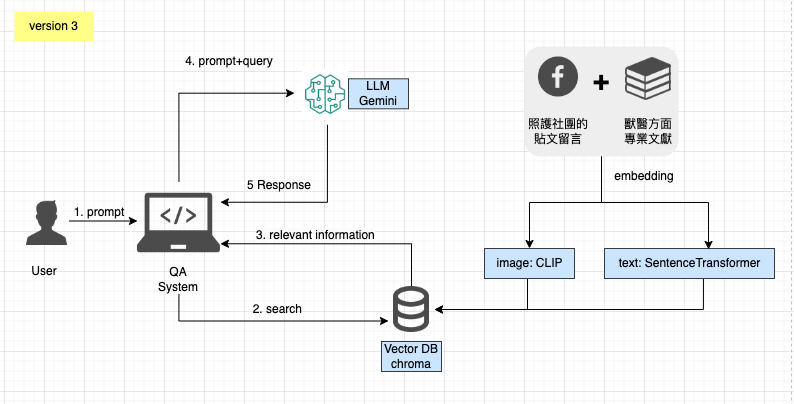 version 3
4. prompt+query
LLM
Gemini
照護社團的
貼文留言
獸醫方面
專業文獻
embedding
5 Response
1. prompt
3. relevant information
User
QA
System
image: CLIP
text: SentenceTransformer
2. search
Vector DB
chroma